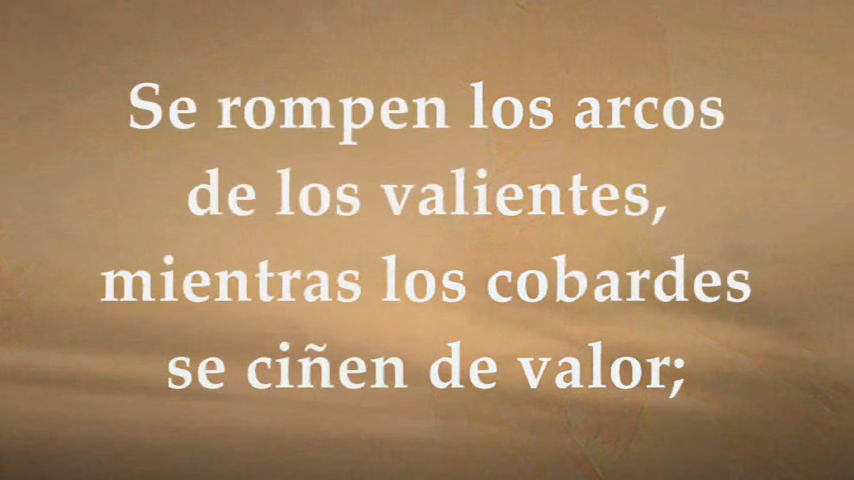 Se rompen los arcos
de los valientes,
mientras los cobardes
se ciñen de valor;